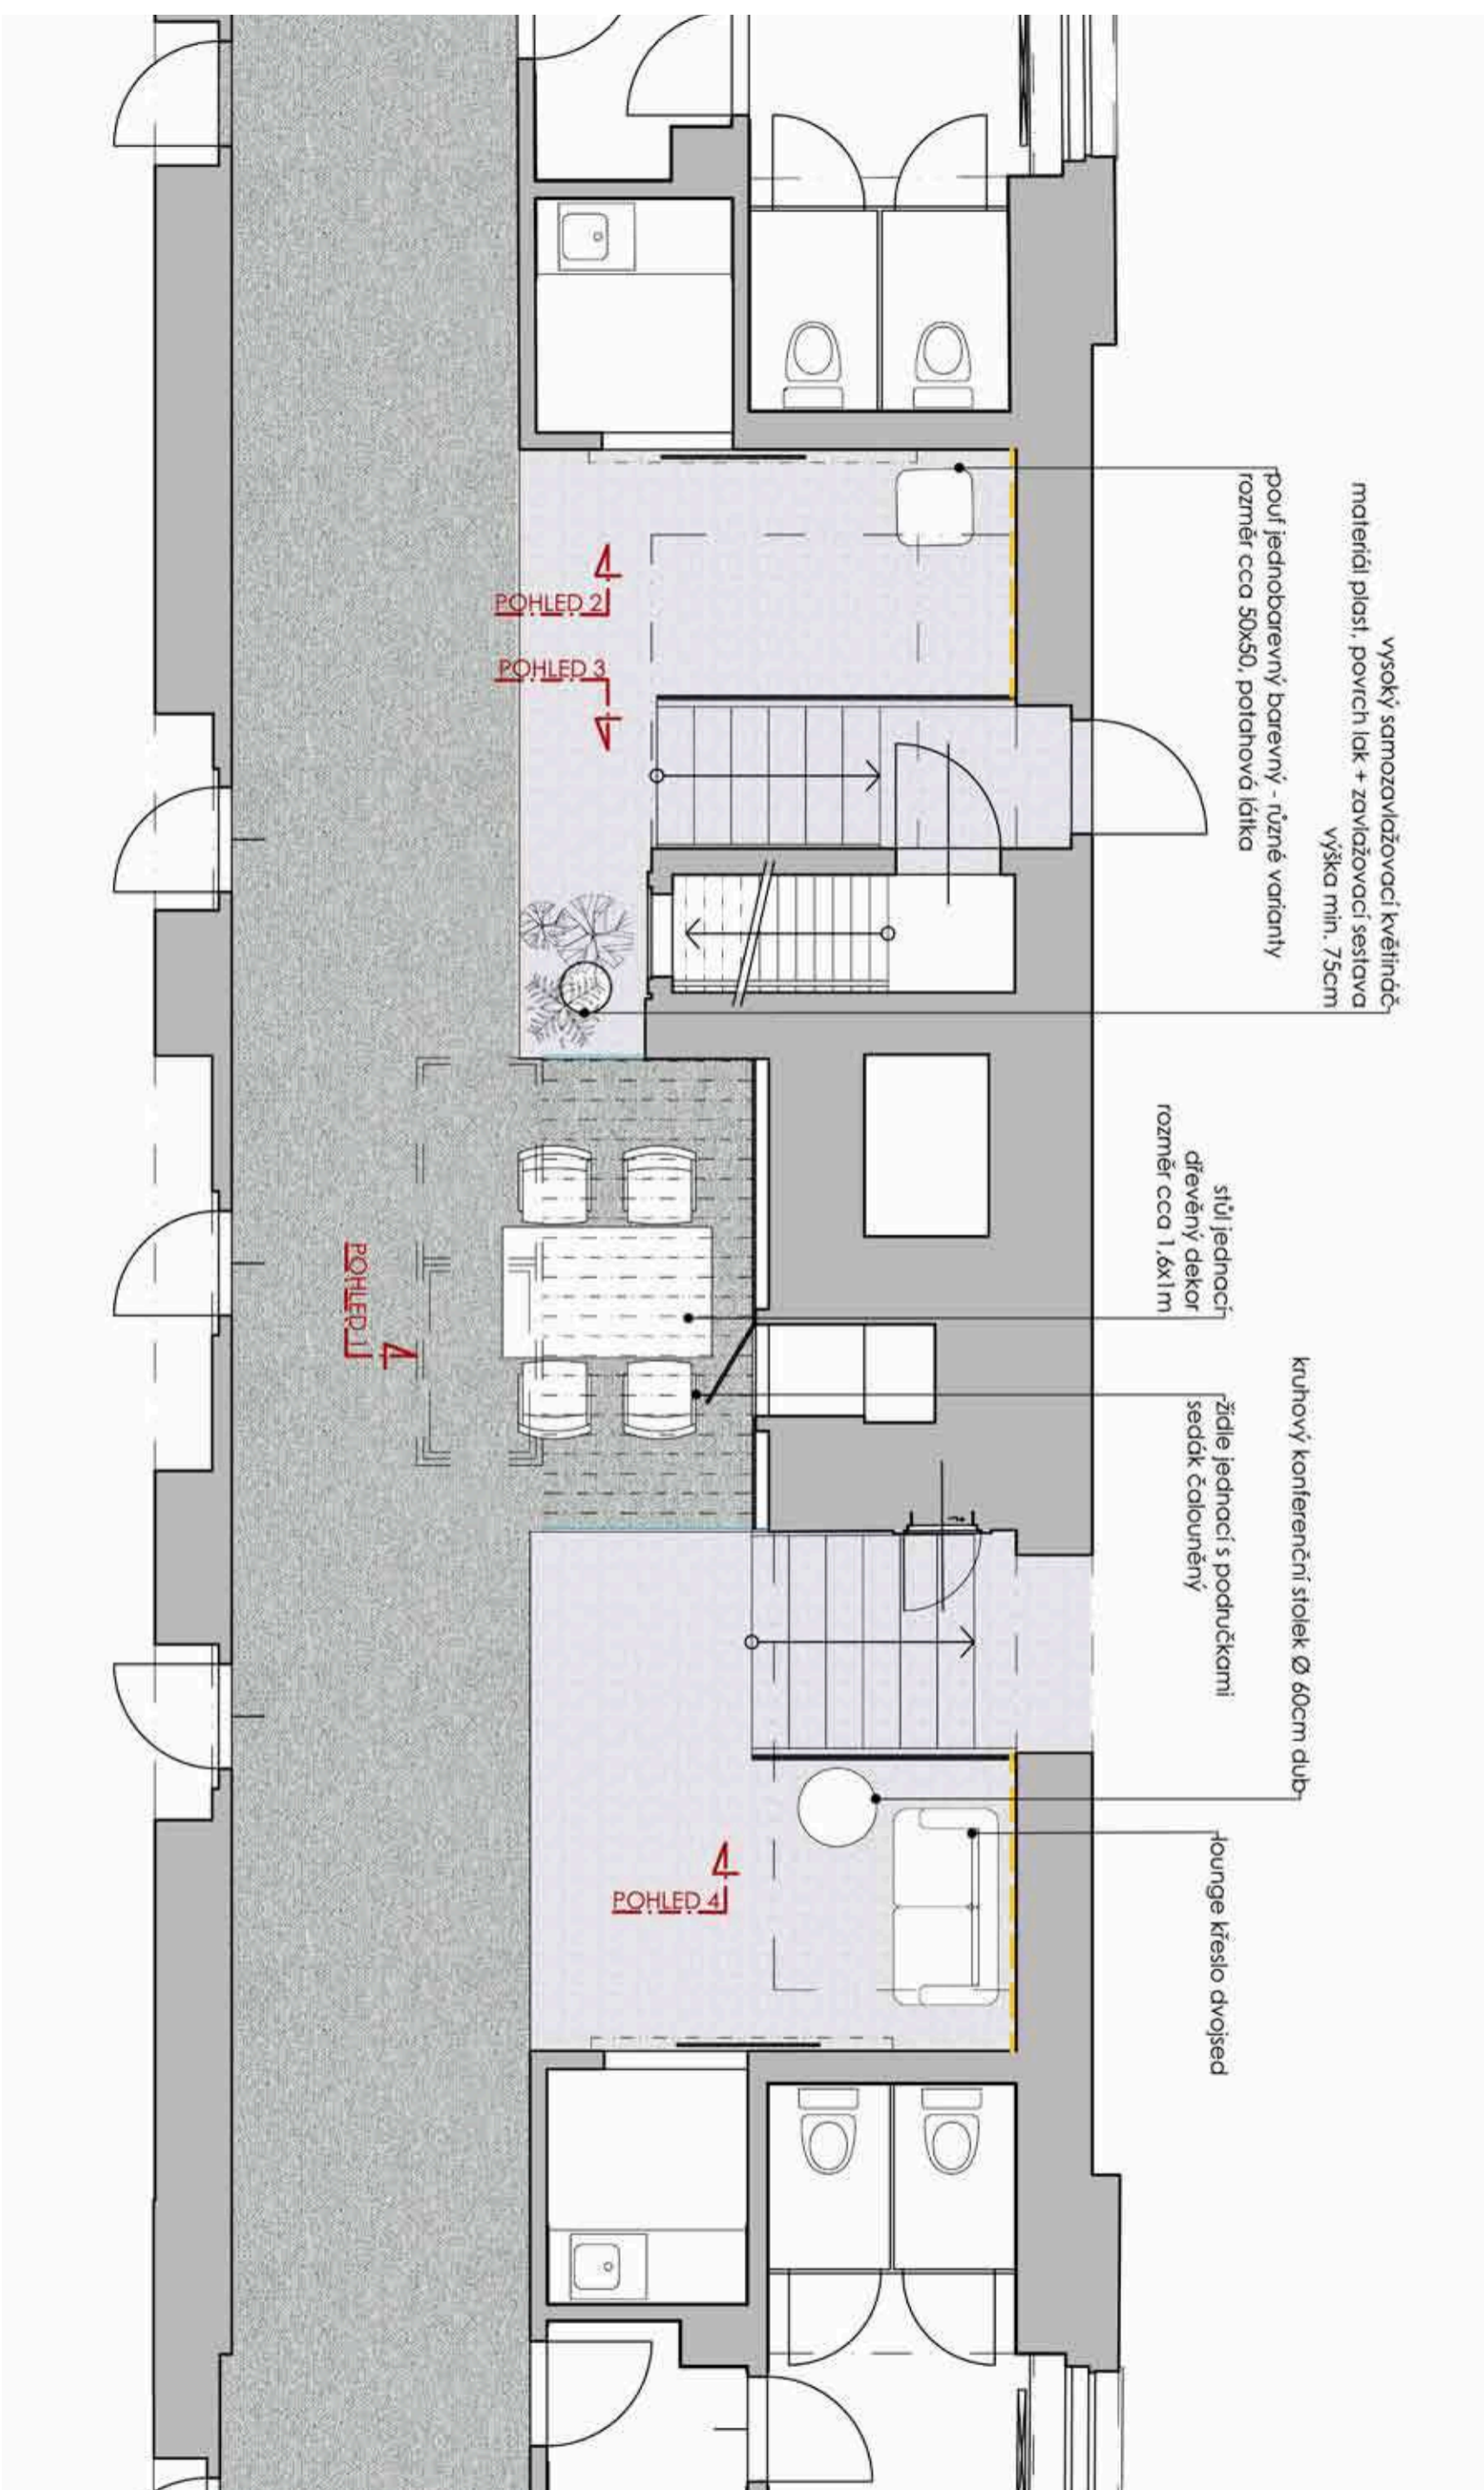 vysoký samozavlažovací květináč
materiál plast, povrch lak + zavlažovací sestava
výška min. 75cm
pouf jednobarevný barevný - různé varianty
rozměr cca 50x50, potahová látka
stůl jednací
dřevěný dekor
rozměr cca 1,6x1m
kruhový konferenční stolek Ø 60cm dub
židle jednací s područkami
sedák čalouněný
lounge křeslo dvojsed
POHLED 2
POHLED 3
POHLED 1
POHLED 4